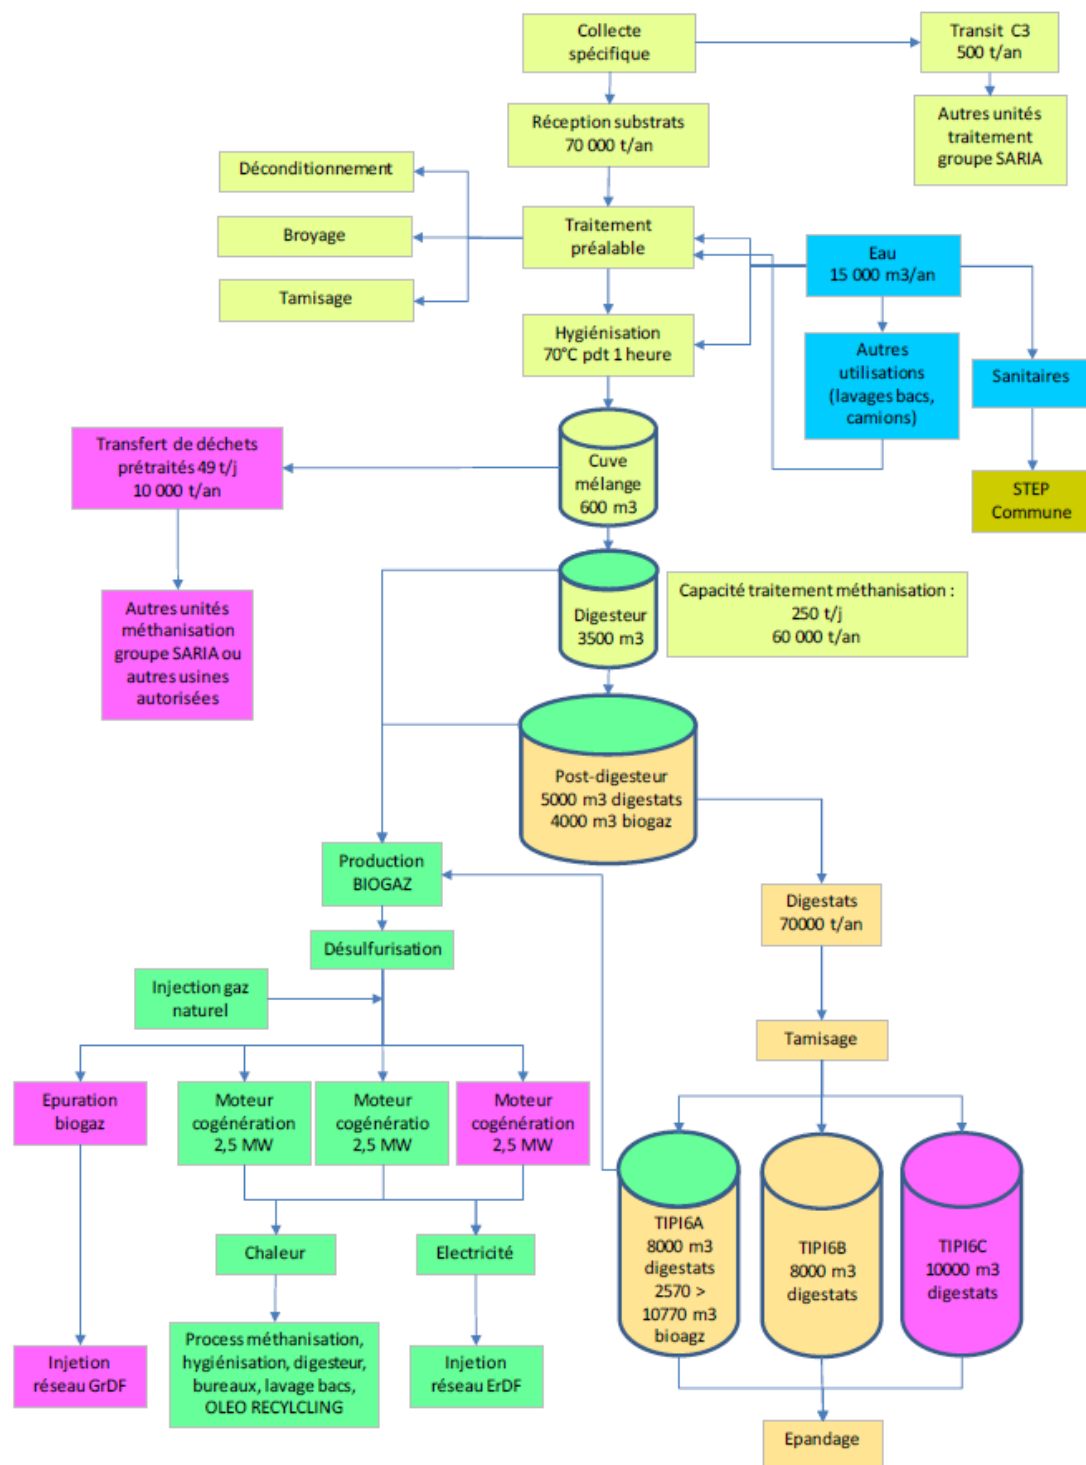 Collecte
spécifique
Transit C3
500 t/an
Réception substrats
70 000 t/an
Autres unités
traitement
groupe SARIA
Déconditionnement
Broyage
Tamisage
Traitement
préalable
Eau
15 000 m3/an
Hygiénisation
70°C pdt 1 heure
Autres
utilisations
(lavages bacs,
camions)
Sanitaires
Transfert de déchets
prétraités 49 t/j
10 000 t/an
Cuve
mélange
600 m3
STEP
Commune
Autres unités
méthanisation
groupe SARIA ou
autres usines
autorisées
Digesteur
3500 m3
Capacité traitement méthanisation :
250 t/j
60 000 t/an
Post-digesteur
5000 m3 digestats
4000 m3 biogaz
Production
BIOGAZ
Digestats
70000 t/an
Désulfurisation
Injection gaz
naturel
Tamisage
Epuration
biogaz
Moteur
cogénération
2,5 MW
Moteur
cogénératio
2,5 MW
Moteur
cogénération
2,5 MW
TIPI6A
8000 m3
digestats
2570 >
10770 m3
bioagz
TIPI6B
8000 m3
digestats
TIPI6C
10000 m3
digestats
Chaleur
Electricité
Injetion
réseau GrDF
Process méthanisation,
hygiénisation, digesteur,
bureaux, lavage bacs,
OLEO RECYLCLING
Injetion
réseau ErDF
Epandage